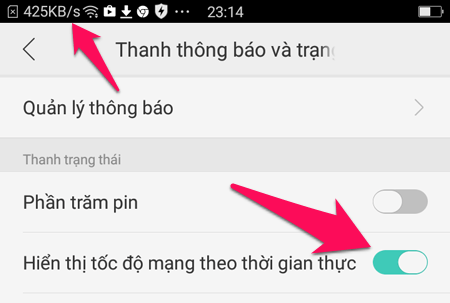 425KB/s 23:14
Thanh thông báo và trạn
Quản lý thông báo
Thanh trạng thái
Phần trăm pin
Hiển thị tốc độ mạng theo thời gian thực